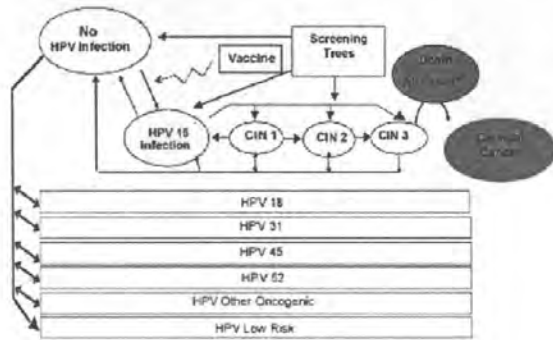 No
HPV Infection
Vaccine
Screening
Trees
HPV 16
Infection
CIN 1
CIN 2
CIN 3
Cervical
Cancer
HPV 18
HPV 31
HPV 45
HPV 52
HPV Other Oncogenic
HPV Low Risk